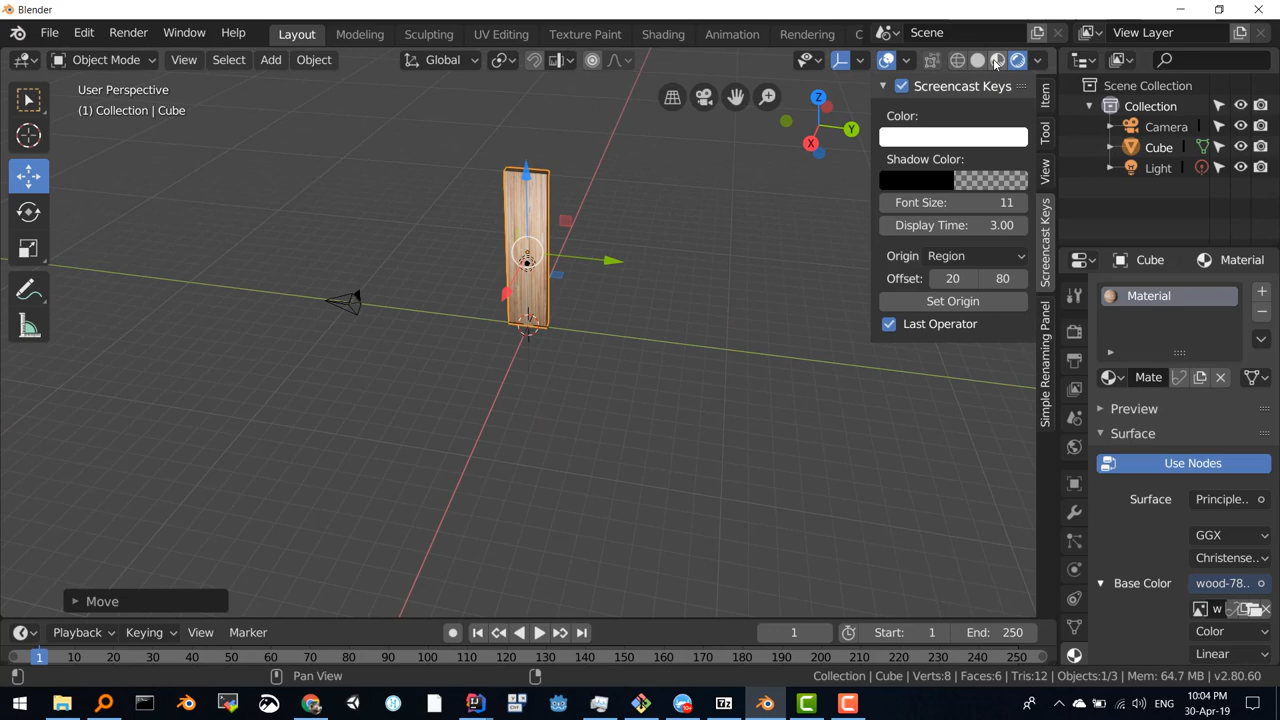 Blender
File Edit Render Window Help Layout Modeling Sculpting UV Editing Texture Paint Shading Animation Rendering C Scene View Layer
Object Mode View Select Add Object Global
User Perspective
(1) Collection | Cube
Z
Y
X
Screencast Keys
Color:
Shadow Color:
Font Size: 11
Display Time: 3.00
Origin Region
Offset: 20 80
Set Origin
Last Operator
Item
Tool
View
Screencast Keys
Simple Renaming Panel
Scene Collection
Collection
Camera
Cube
Light
Cube Material
Material
Mate
Preview
Surface
Use Nodes
Surface Principle..
GGX
Christense..
Base Color wood-78..
w
Color
Linear
Move
Playback Keying View Marker 1 Start: 1 End: 250
1 10 20 30 40 50 60 70 80 90 100 110 120 130 140 150 160 170 180 190 200 210 220 230 240 250
Pan View
Collection | Cube | Verts:8 | Faces:6 | Tris:12 | Objects:1/3 | Mem: 64.7 MB | v2.80.60
ENG
10:04 PM
30-Apr-19